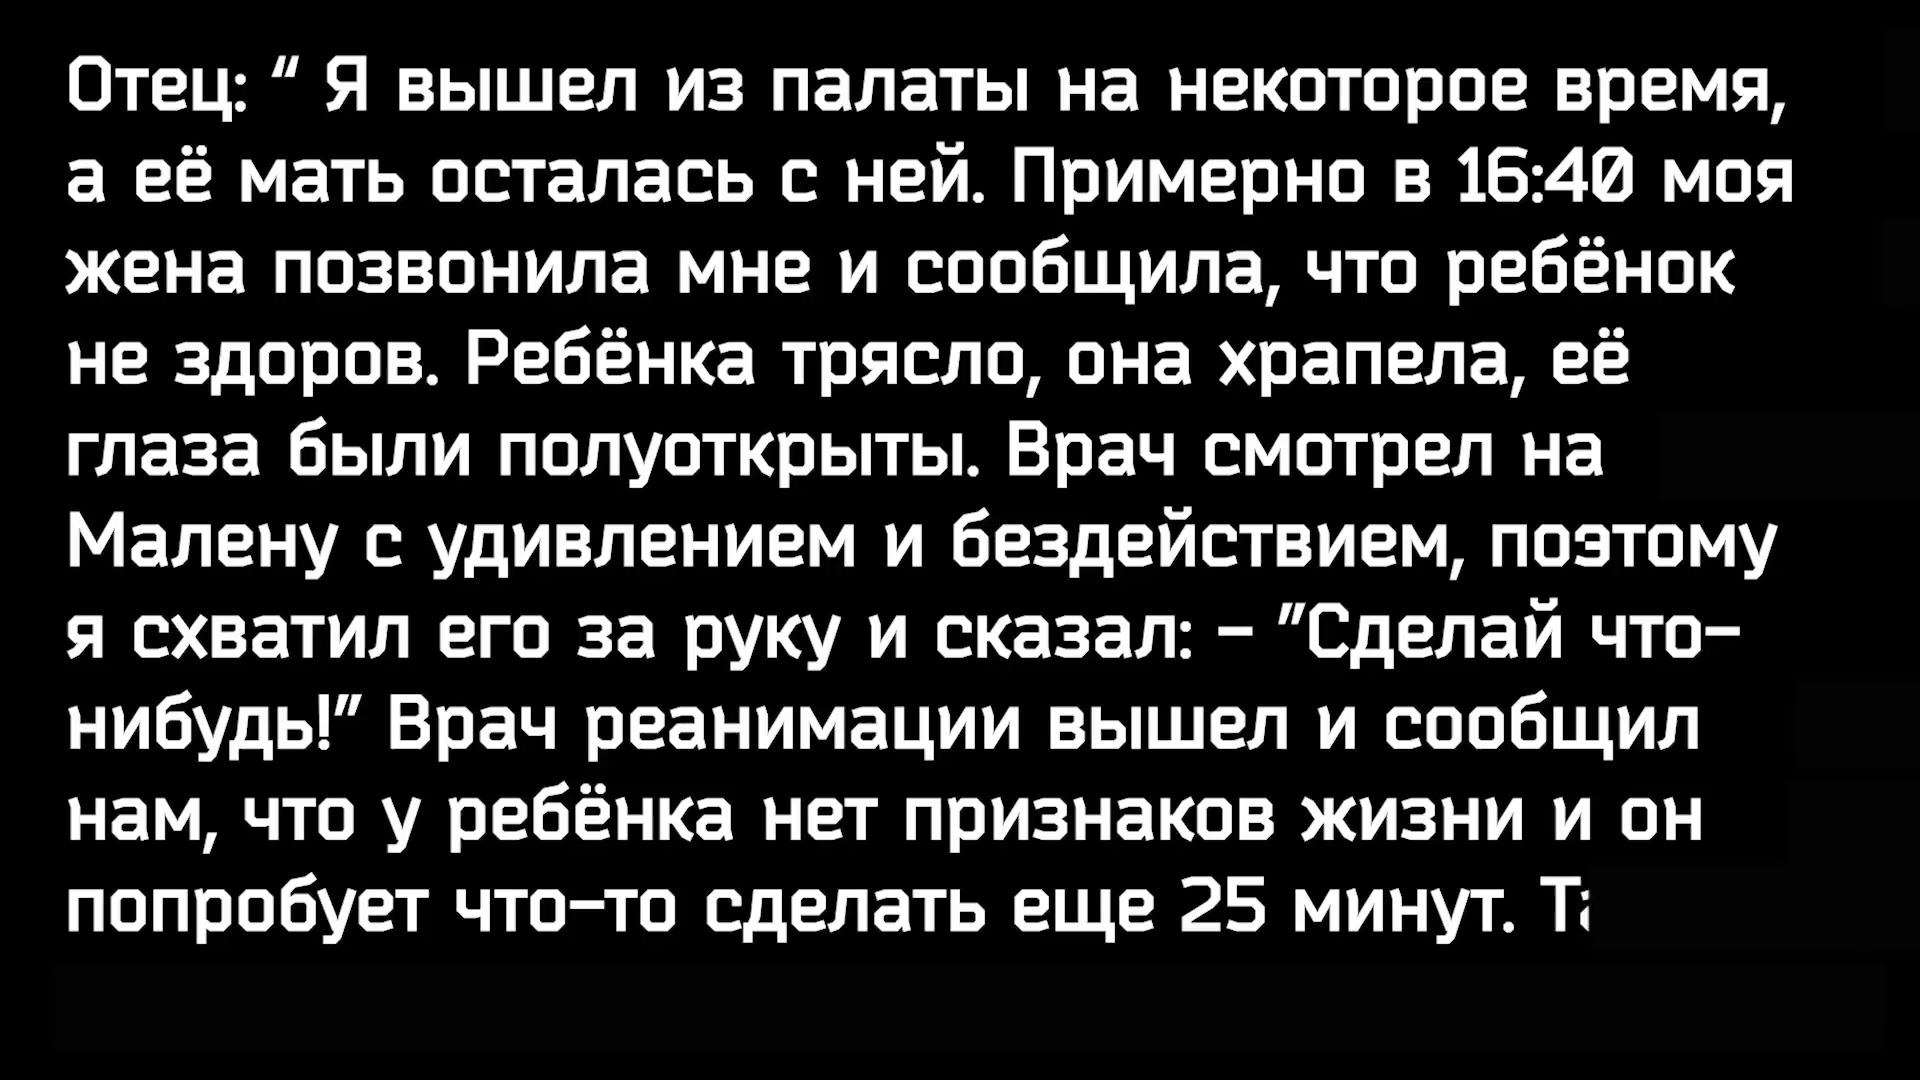 Отец: “ Я вышел из палаты на некоторое время,
а её мать осталась с ней. Примерно в 16:40 моя
жена позвонила мне и сообщила, что ребёнок
не здоров. Ребёнка трясло, она храпела, её
глаза были полуоткрыты. Врач смотрел на
Малену с удивлением и бездействием, поэтому
я схватил его за руку и сказал: – ”Сделай что–
нибудь!” Врач реанимации вышел и сообщил
нам, что у ребёнка нет признаков жизни и он
попробует что–то сделать еще 25 минут.